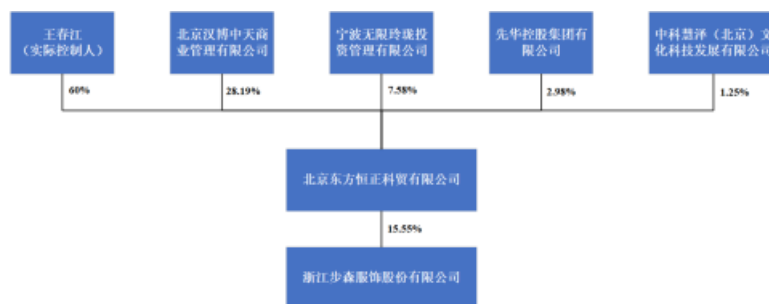 王春江
（实际控制人）
北京汉博中天商
业管理有限公司
宁波无限玲珑投
资管理有限公司
先华控股集团有
限公司
中科慧泽（北京）文
化科技发展有限公司
60%
28.19%
7.58%
2.98%
1.25%
北京东方恒正科贸有限公司
15.55%
浙江步森服饰股份有限公司